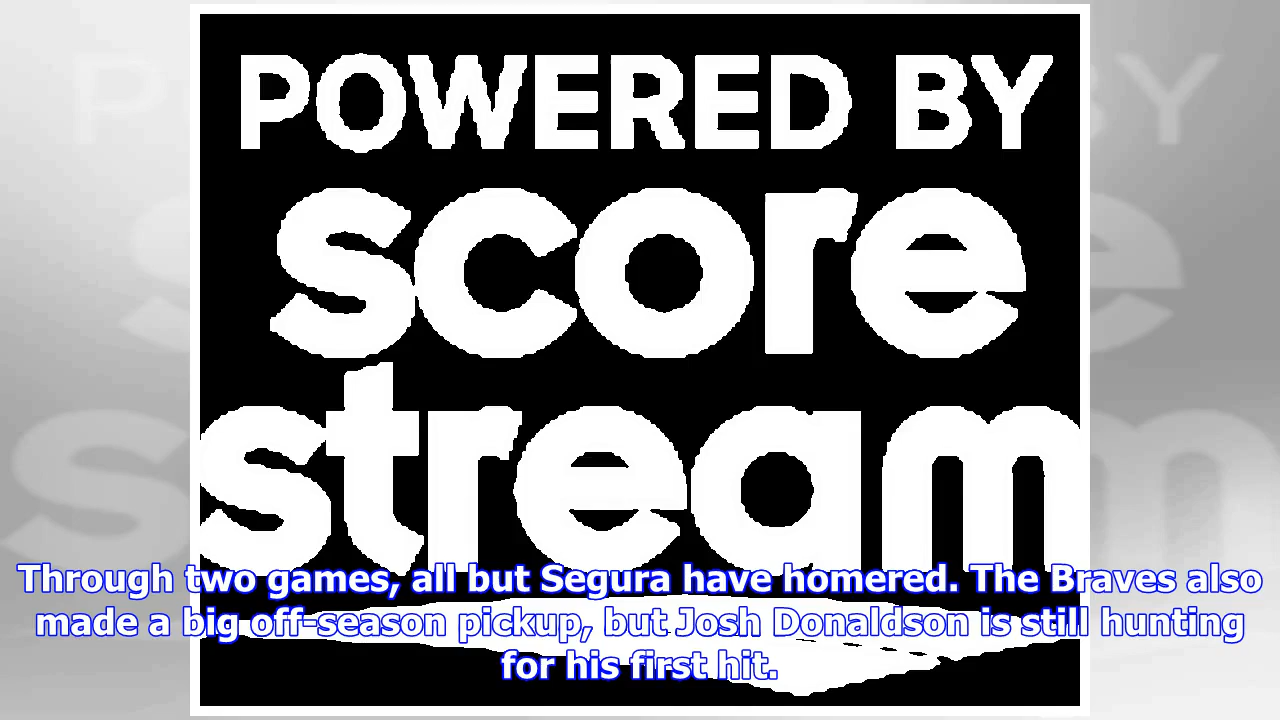 POWERED BY
score
stream
Through two games, all but Segura have homered. The Braves also
made a big off-season pickup, but Josh Donaldson is still hunting
for his first hit.